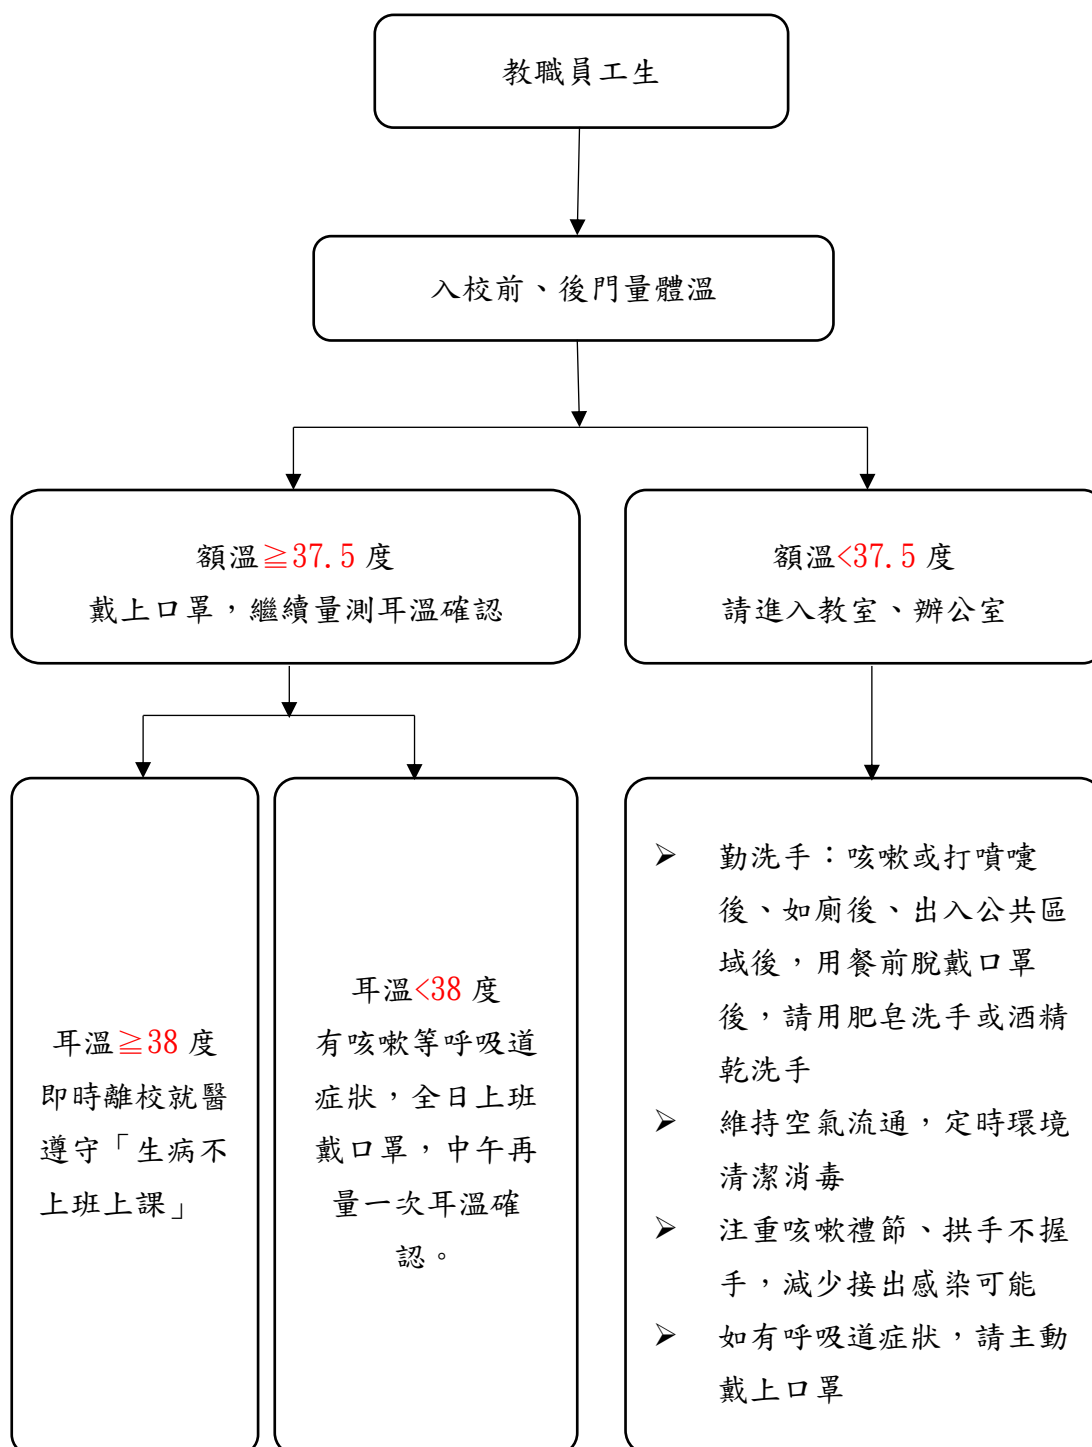 教職員工生
入校前、後門量體溫
額溫≧37.5 度
戴上口罩，繼續量測耳溫確認
額溫<37.5 度
請進入教室、辦公室
耳溫≧38 度
即時離校就醫
遵守「生病不
上班上課」
耳溫<38 度
有咳嗽等呼吸道
症狀，全日上班
戴口罩，中午再
量一次耳溫確
認。
➢ 勤洗手：咳嗽或打噴嚏
後、如廁後、出入公共區
域後，用餐前脫戴口罩
後，請用肥皂洗手或酒精
乾洗手
➢ 維持空氣流通，定時環境
清潔消毒
➢ 注重咳嗽禮節、拱手不握
手，減少接出感染可能
➢ 如有呼吸道症狀，請主動
戴上口罩